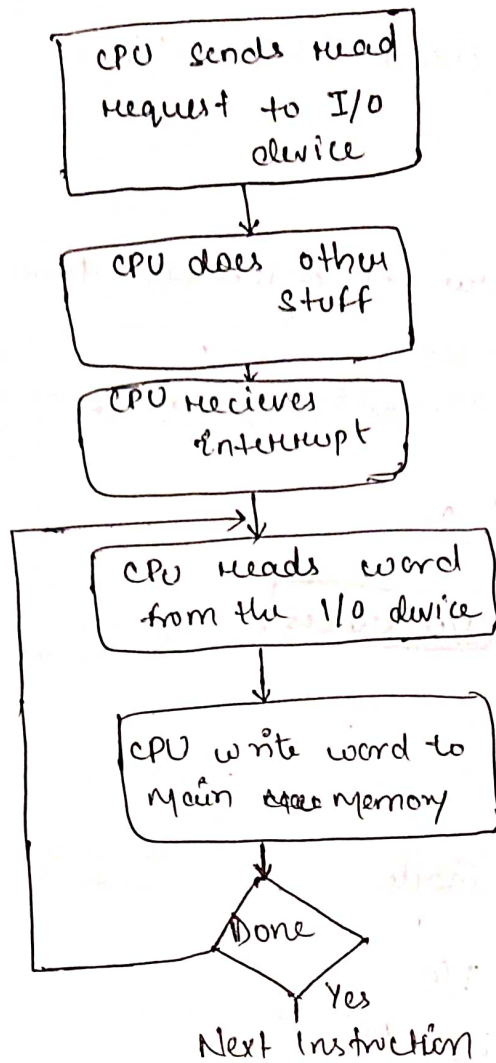 CPU sends read
request to I/O
device
CPU does other
stuff
CPU recieves
interrupt
CPU reads word
from the I/O device
CPU write word to
Main Memory
Done
Yes
Next Instruction